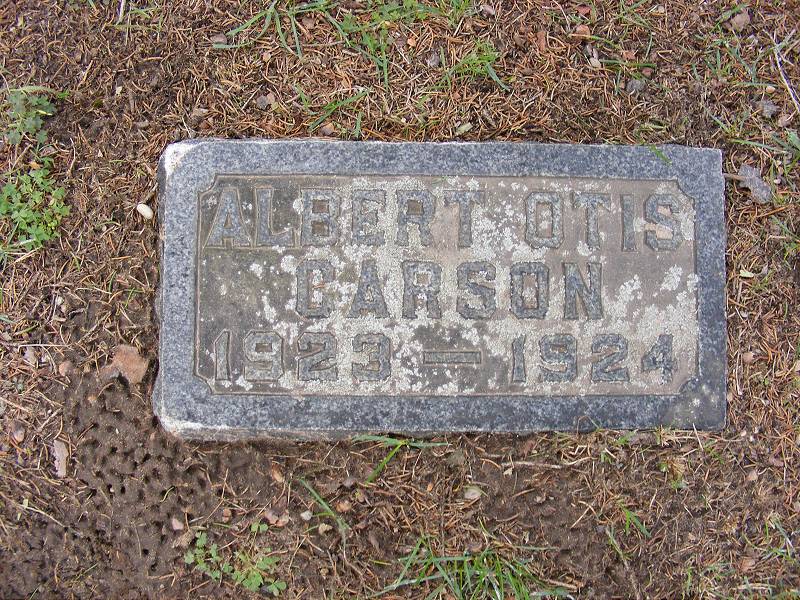 ALBERT OTIS
CARSON
1923 — 1924